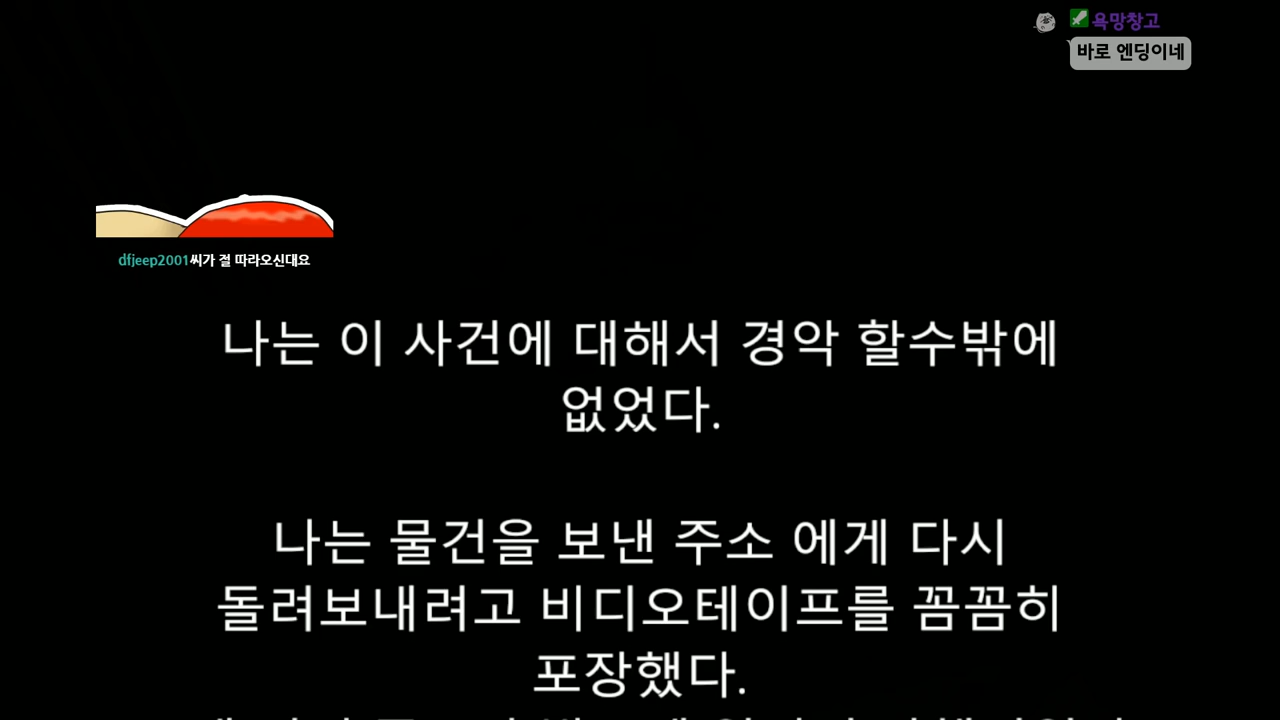 욕망창고
바로 엔딩이네
dfjeep2001씨가 절 따라오신대요
나는 이 사건에 대해서 경악 할수밖에
없었다.
나는 물건을 보낸 주소 에게 다시
돌려보내려고 비디오테이프를 꼼꼼히
포장했다.